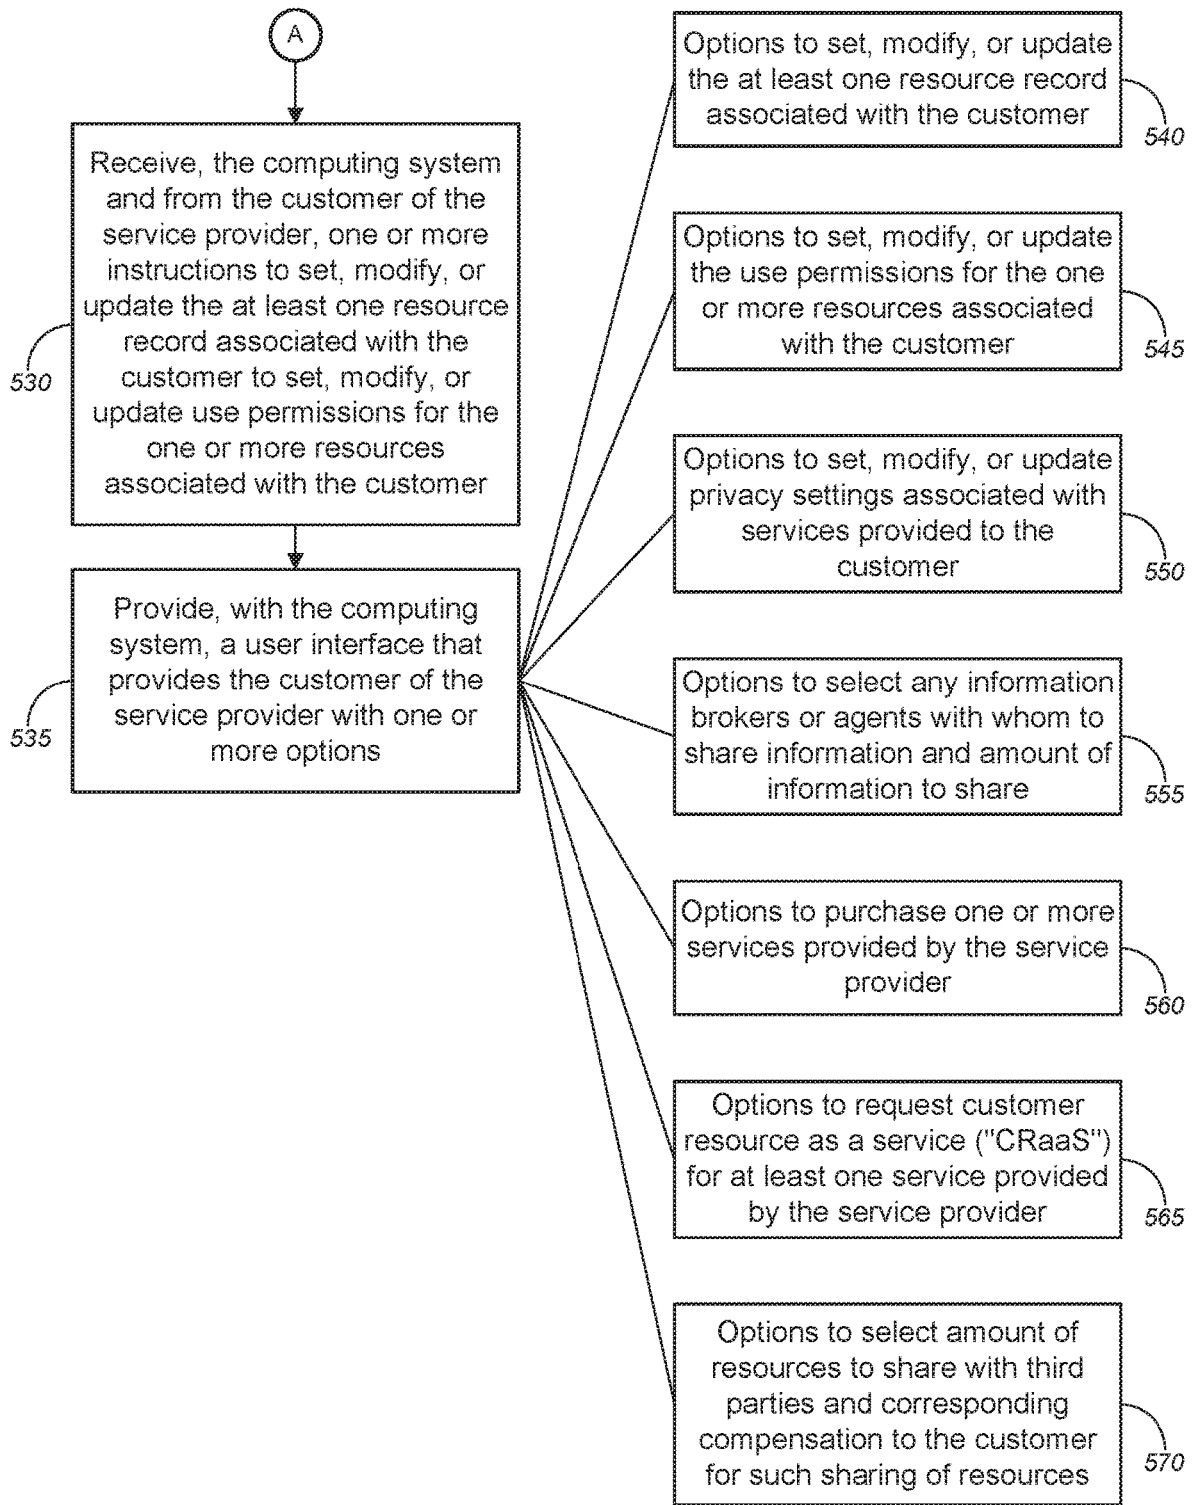 A
Receive, the computing system
and from the customer of the
service provider, one or more
instructions to set, modify, or
update the at least one resource
record associated with the
customer to set, modify, or
update use permissions for the
one or more resources
associated with the customer
530
Provide, with the computing
system, a user interface that
provides the customer of the
service provider with one or
more options
535
Options to set, modify, or update
the at least one resource record
associated with the customer
540
Options to set, modify, or update
the use permissions for the one
or more resources associated
with the customer
545
Options to set, modify, or update
privacy settings associated with
services provided to the
customer
550
Options to select any information
brokers or agents with whom to
share information and amount of
information to share
555
Options to purchase one or more
services provided by the service
provider
560
Options to request customer
resource as a service ("CRaaS")
for at least one service provided
by the service provider
565
Options to select amount of
resources to share with third
parties and corresponding
compensation to the customer
for such sharing of resources
570